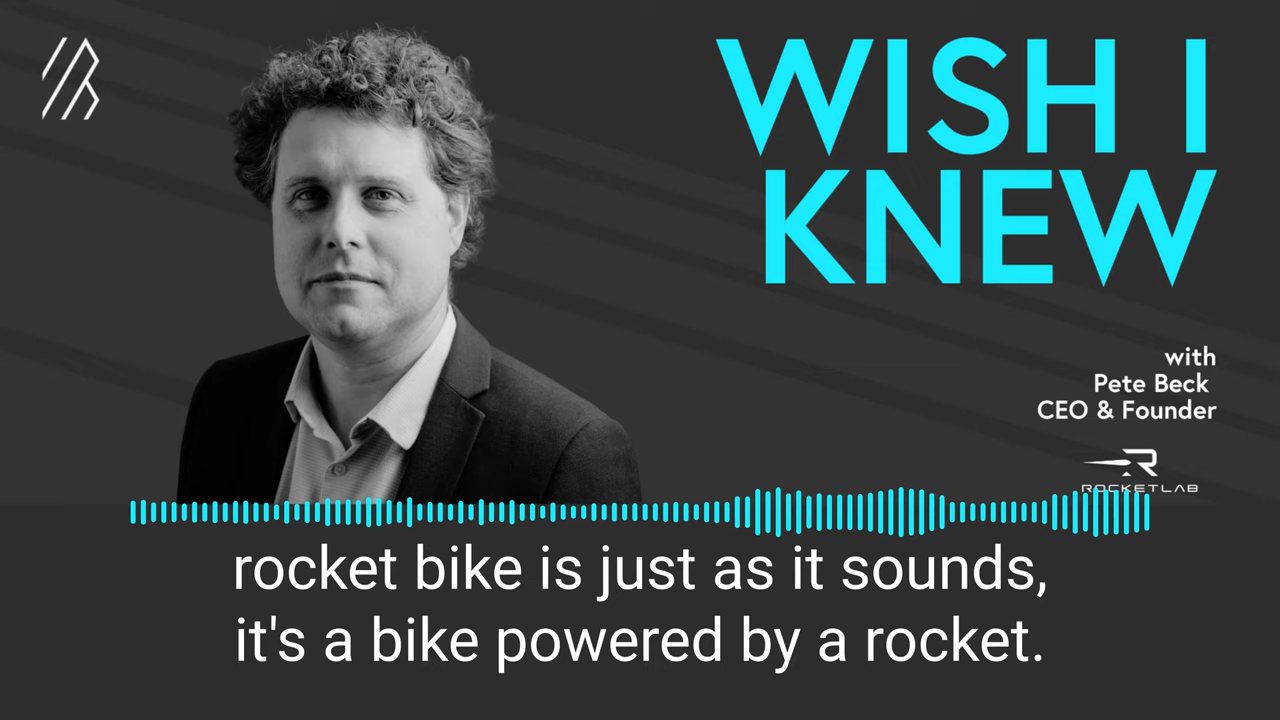 WISH I
KNEW
with
Pete Beck
CEO & Founder
ROCKETLAB
rocket bike is just as it sounds,
it's a bike powered by a rocket.